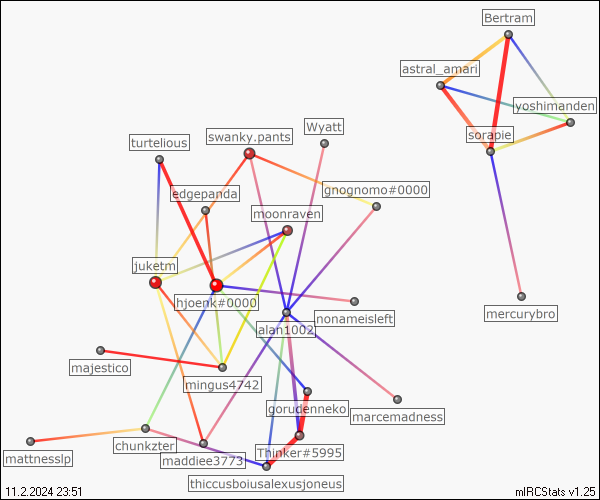 Bertram
astral_amari
yoshimanden
sorapie
Wyatt
swanky.pants
turtelious
gnognomo#0000
edgepanda
moonraven
juketm
hjoenk#0000
nonameisleft
mercurybro
alan1002
majestico
mingus4742
gorudenneko
marcemadness
chunkzter
Thinker#5995
mattnesslp
maddiee3773
thiccusboiusalexusjoneus
11.2.2024 23:51
mIRCStats v1.25